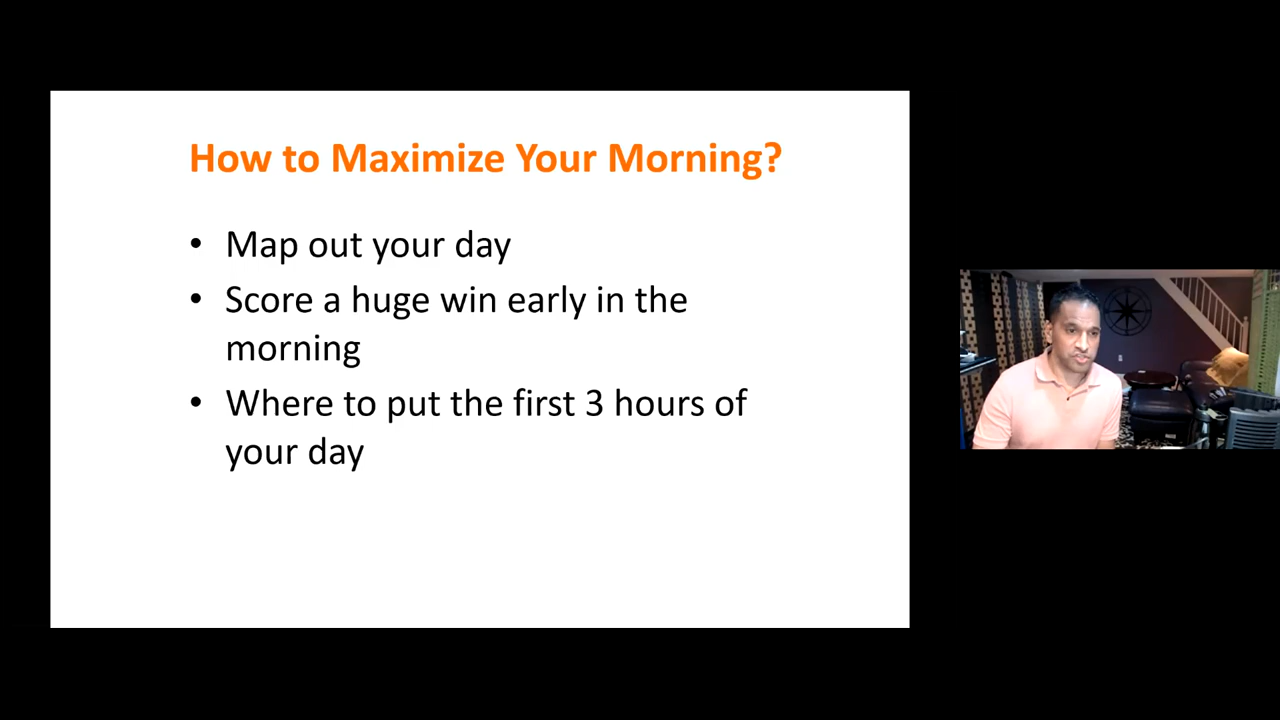 How to Maximize Your Morning?
• Map out your day
• Score a huge win early in the
morning
• Where to put the first 3 hours of
your day